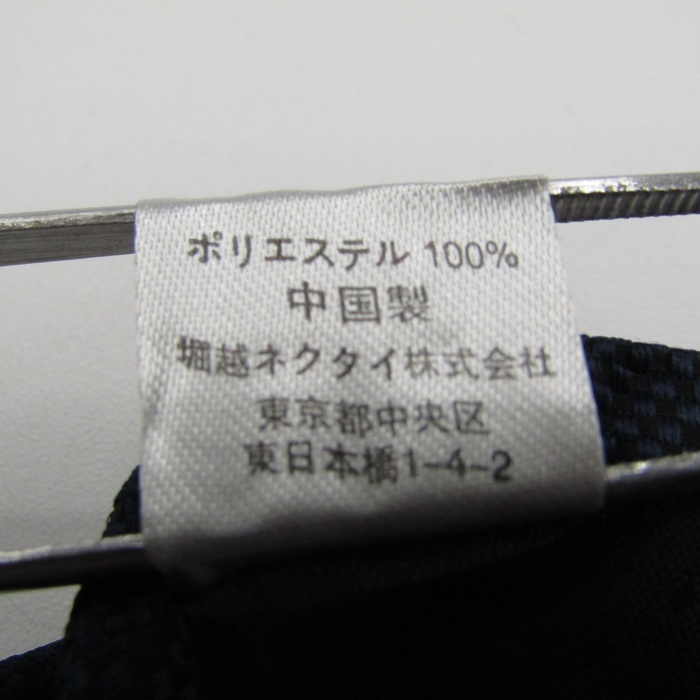 ポリエステル 100%
中国製
堀越ネクタイ株式会社
東京都中央区
東日本橋1-4-2